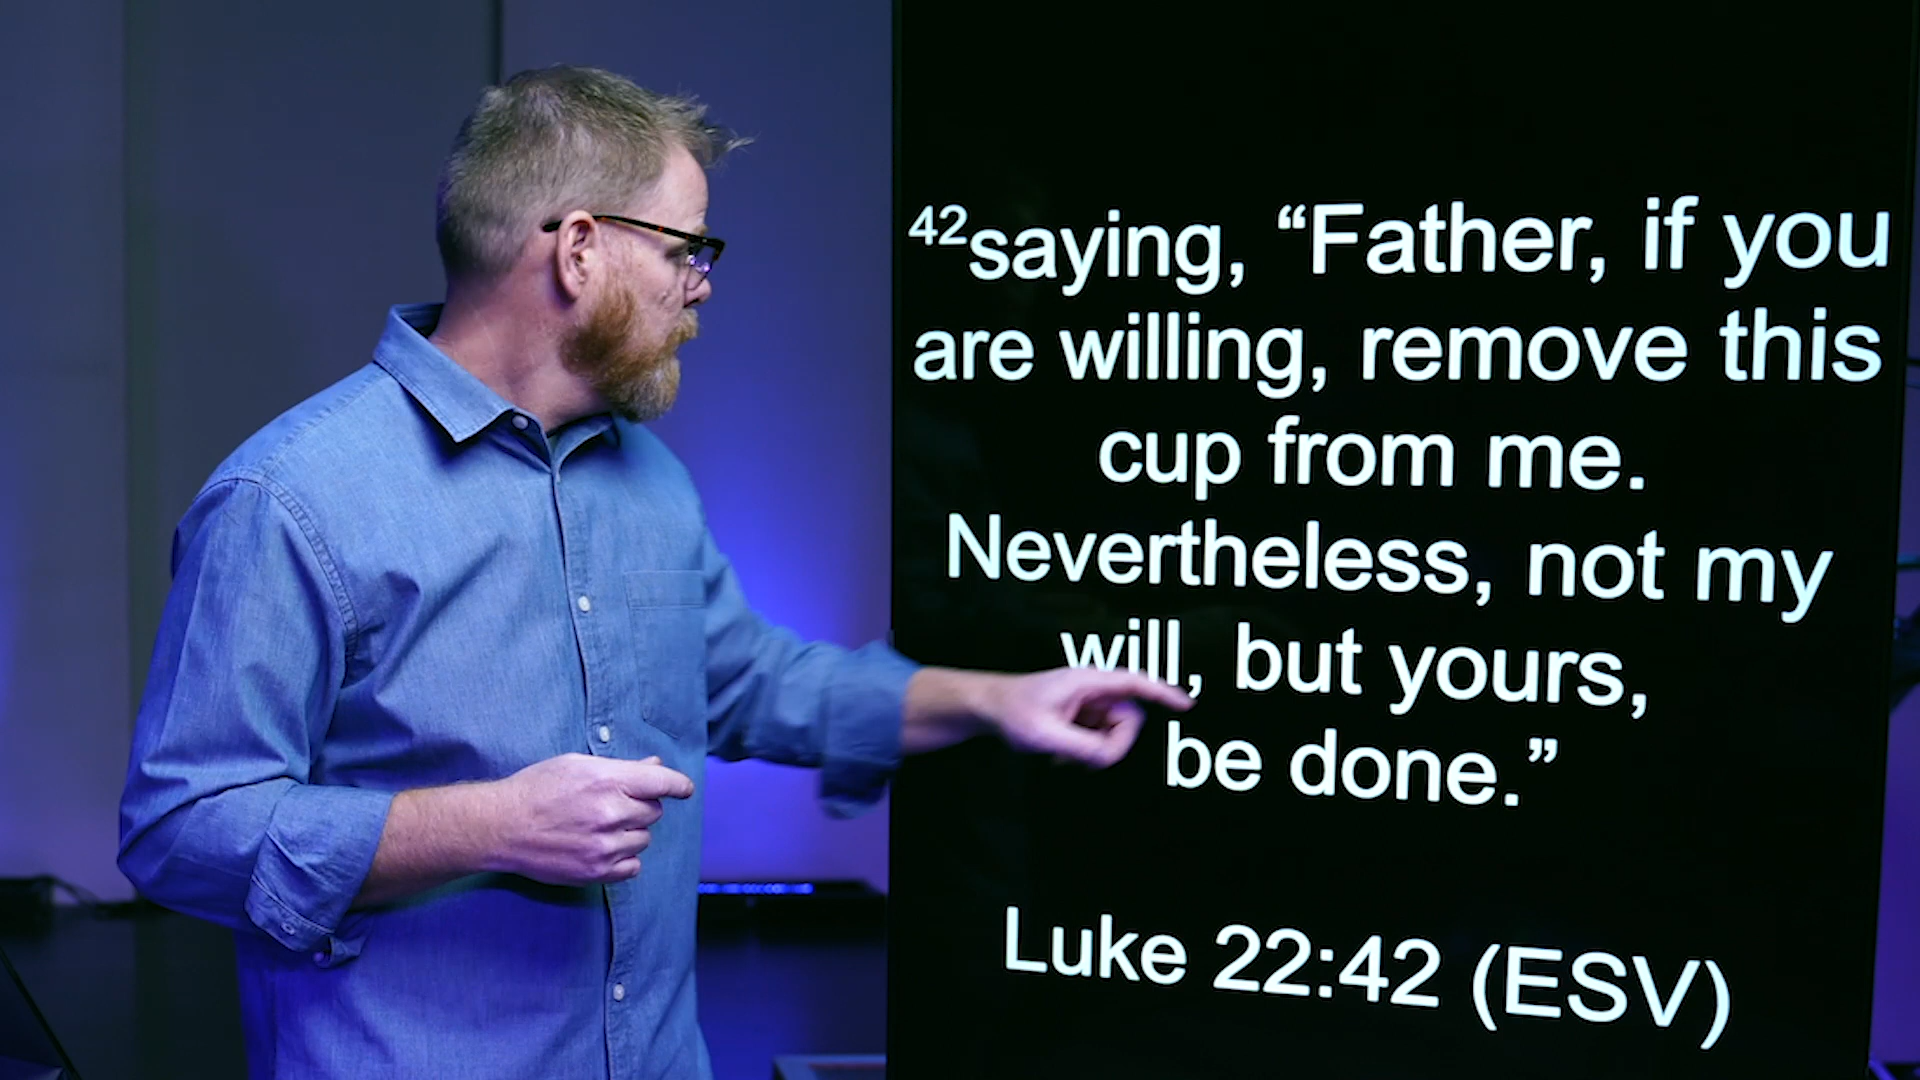 42saying, “Father, if you
are willing, remove this
cup from me.
Nevertheless, not my
will, but yours,
be done.”
Luke 22:42 (ESV)